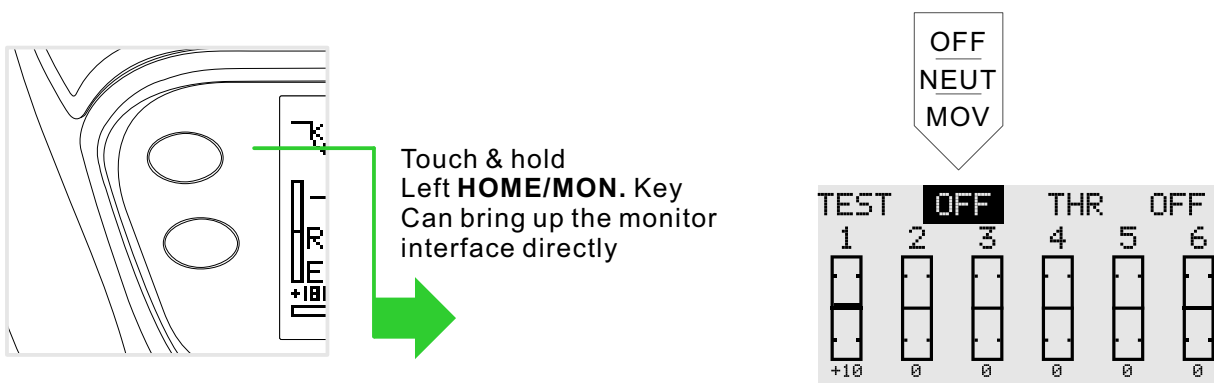 OFF
NEUT
MOV
Touch & hold
Left HOME/MON. Key
Can bring up the monitor
interface directly
R
E
TEST OFF THR OFF
1 2 3 4 5 6
+10 0 0 0 0 0